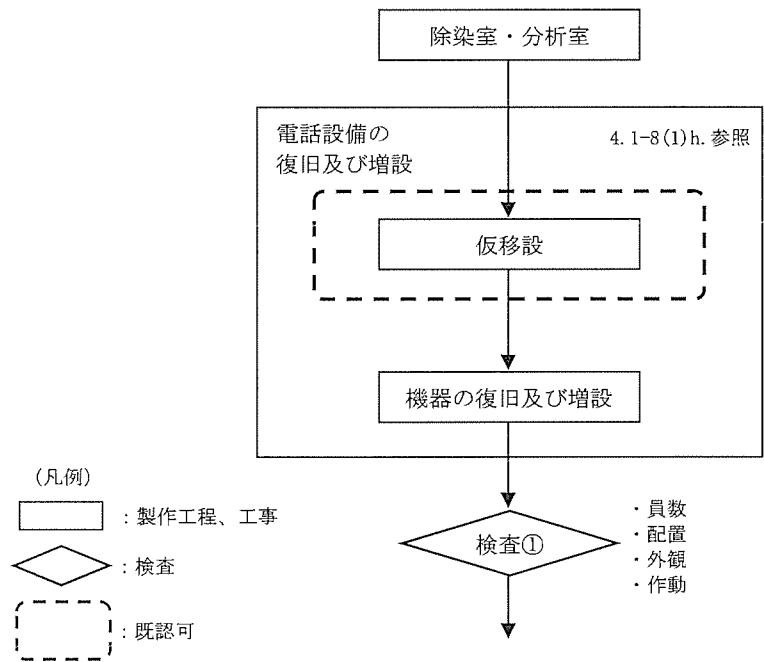 除染室・分析室
電話設備の
復旧及び増設
4.1-8(1)h.参照
仮移設
機器の復旧及び増設
検査①
・員数
・配置
・外観
・作動
(凡例)
：製作工程、工事
：検査
：既認可